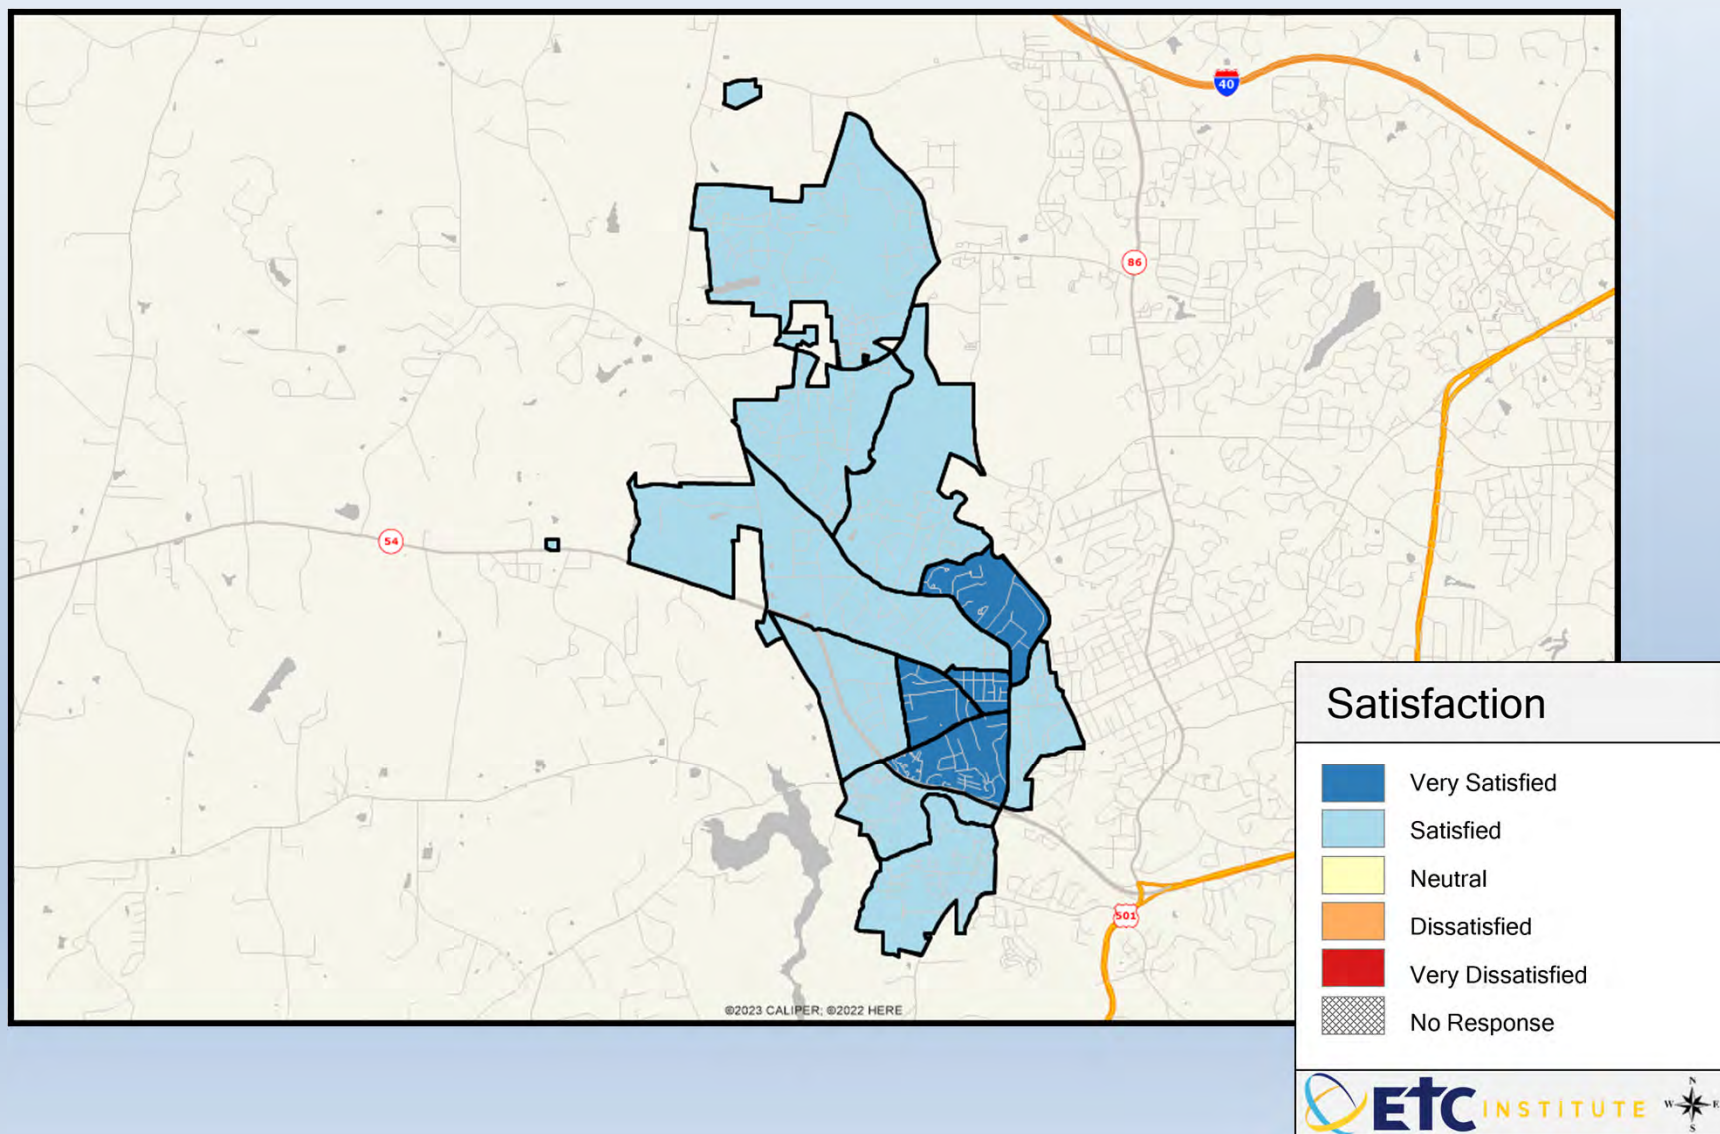 40
86
54
501
©2023 CALIPER; ©2022 HERE
Satisfaction
Very Satisfied
Satisfied
Neutral
Dissatisfied
Very Dissatisfied
No Response
ETC INSTITUTE
N
W E
S